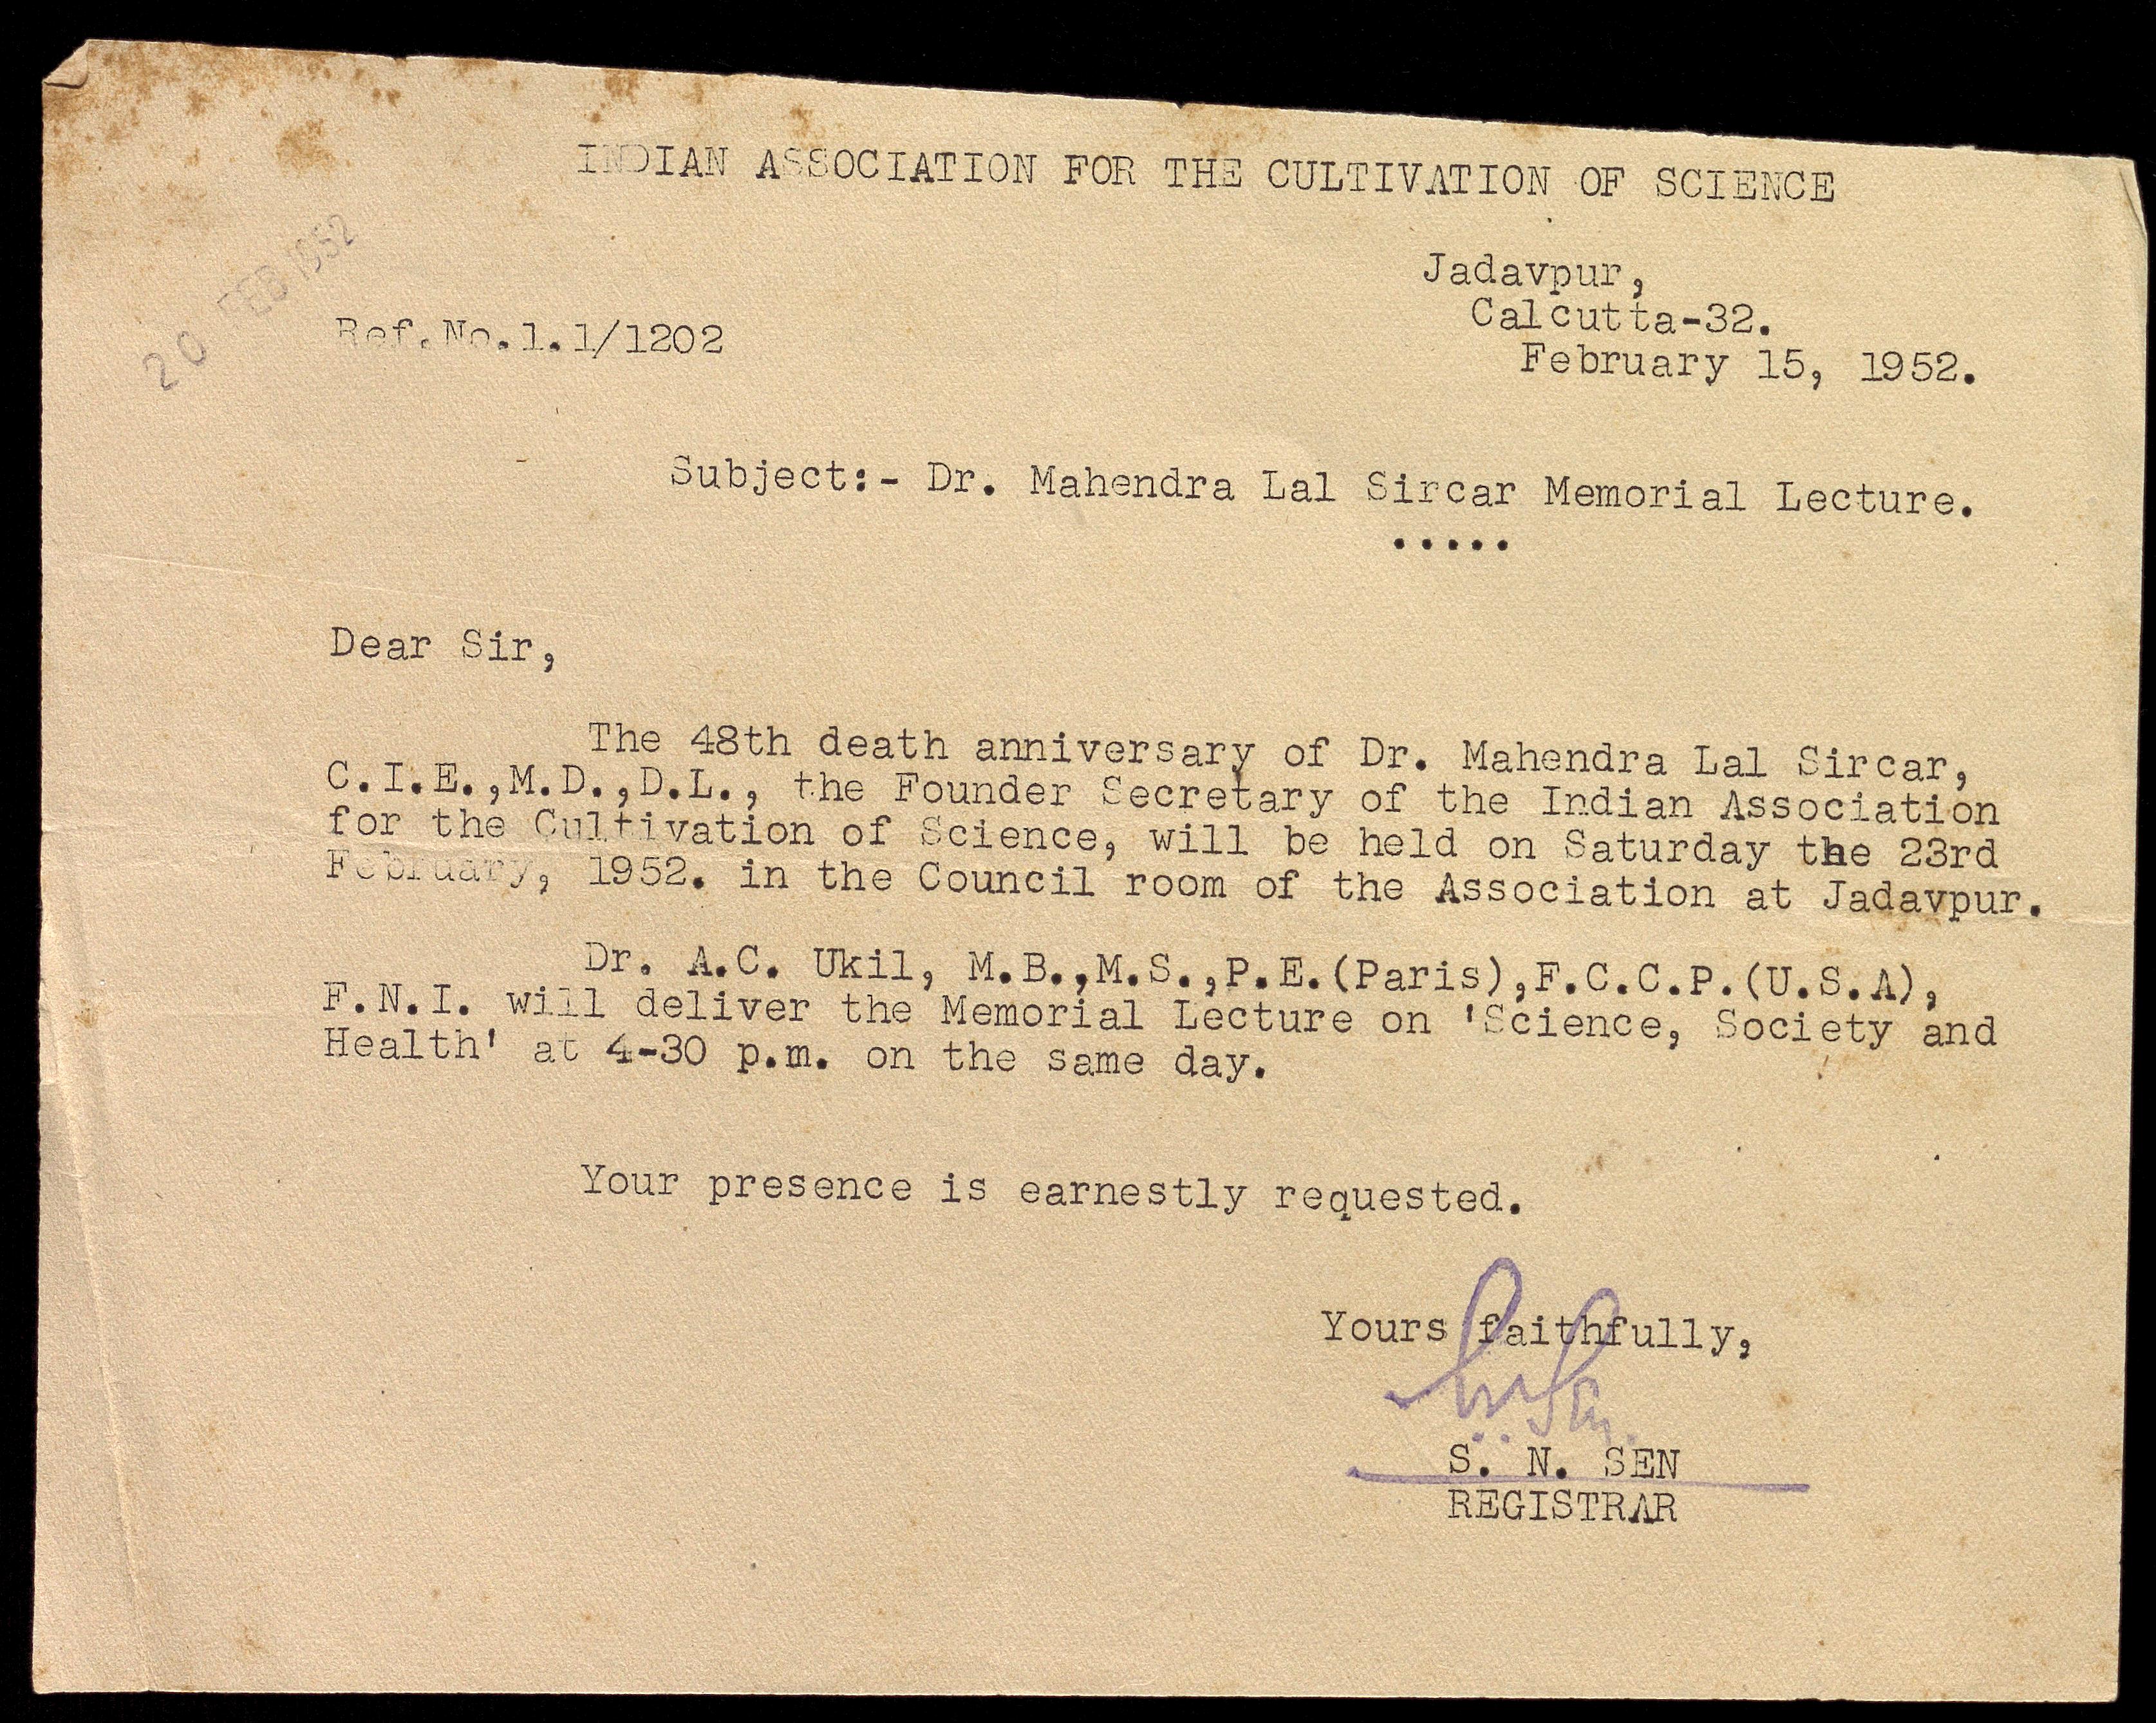 INDIAN ASSOCIATION FOR THE CULTIVATION OF SCIENCE
20 FEB 1952
Jadavpur,
Calcutta-32.
Ref.No.1.1/1202
February 15, 1952.
Subject:- Dr. Mahendra Lal Sircar Memorial Lecture.
.....
Dear Sir,
The 48th death anniversary of Dr. Mahendra Lal Sircar,
C.I.E.,M.D.,D.L., the Founder Secretary of the Indian Association
for the Cultivation of Science, will be held on Saturday the 23rd
February, 1952. in the Council room of the Association at Jadavpur.
Dr. A.C. Ukil, M.B.,M.S.,P.E.(Paris),F.C.C.P.(U.S.A),
F.N.I. will deliver the Memorial Lecture on 'Science, Society and
Health' at 4-30 p.m. on the same day.
Your presence is earnestly requested.
Yours faithfully,
S. N. SEN
REGISTRAR